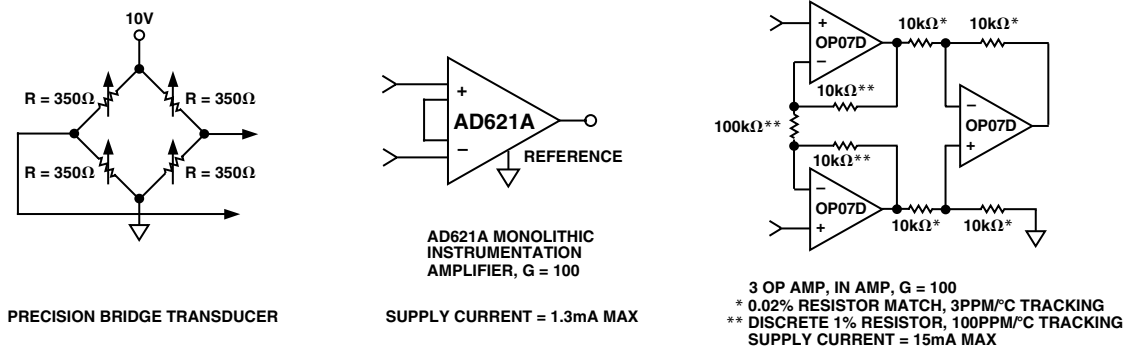 10V
R = 350Ω
R = 350Ω
R = 350Ω
R = 350Ω
PRECISION BRIDGE TRANSDUCER
+
AD621A
−
REFERENCE
AD621A MONOLITHIC
INSTRUMENTATION
AMPLIFIER, G = 100
SUPPLY CURRENT = 1.3mA MAX
+
OP07D
−
10kΩ*
10kΩ*
10kΩ**
100kΩ**
10kΩ**
−
OP07D
+
−
OP07D
+
10kΩ*
10kΩ*
3 OP AMP, IN AMP, G = 100
* 0.02% RESISTOR MATCH, 3PPM/°C TRACKING
** DISCRETE 1% RESISTOR, 100PPM/°C TRACKING
SUPPLY CURRENT = 15mA MAX